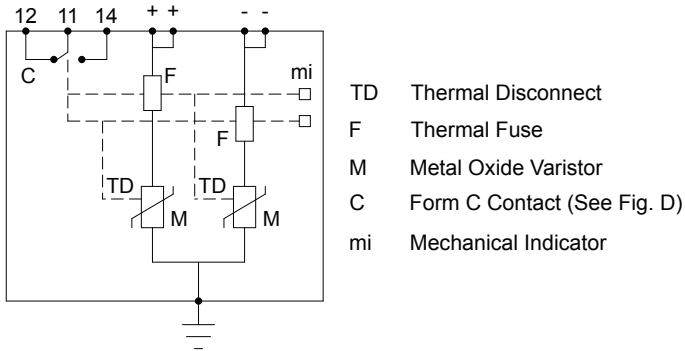 12 11 14 + + - -
C F mi
F
TD TD
M M
TD Thermal Disconnect
F Thermal Fuse
M Metal Oxide Varistor
C Form C Contact (See Fig. D)
mi Mechanical Indicator